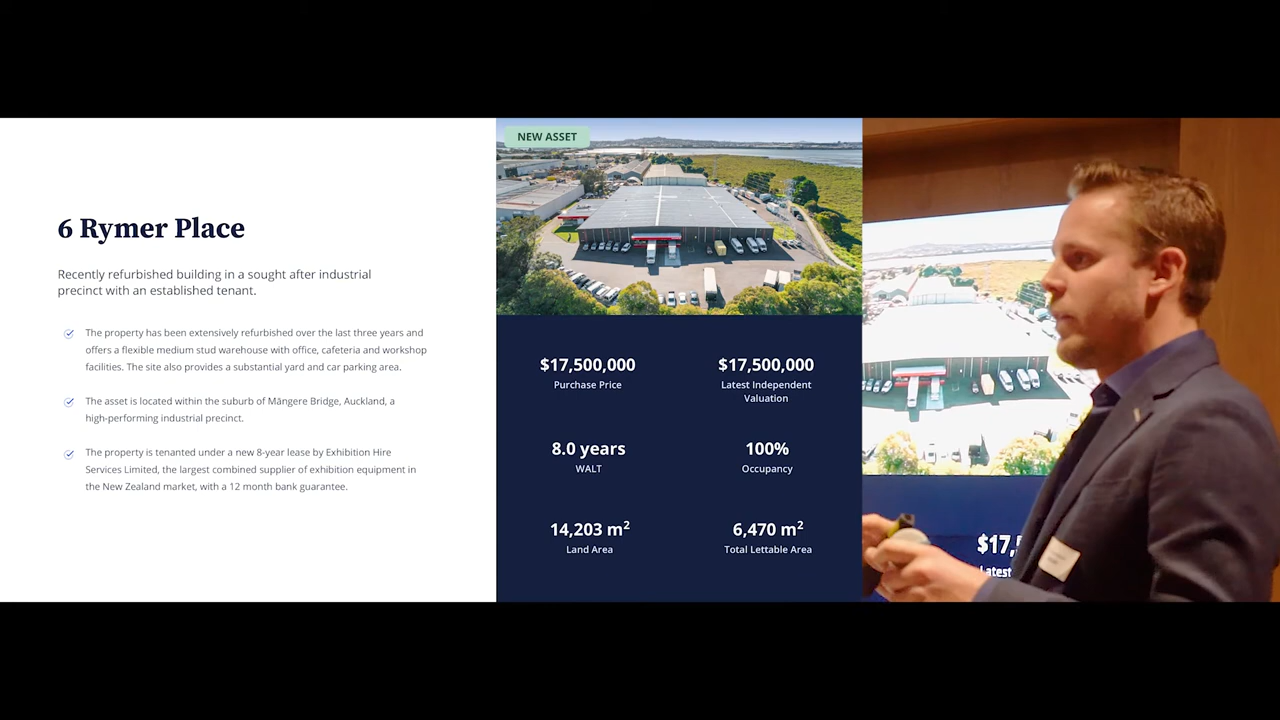 6 Rymer Place
Recently refurbished building in a sought after industrial
precinct with an established tenant.
The property has been extensively refurbished over the last three years and
offers a flexible medium stud warehouse with office, cafeteria and workshop
facilities. The site also provides a substantial yard and car parking area.
The asset is located within the suburb of Māngere Bridge, Auckland, a
high-performing industrial precinct.
The property is tenanted under a new 8-year lease by Exhibition Hire
Services Limited, the largest combined supplier of exhibition equipment in
the New Zealand market, with a 12 month bank guarantee.
NEW ASSET
$17,500,000
Purchase Price
$17,500,000
Latest Independent
Valuation
8.0 years
WALT
100%
Occupancy
14,203 m²
Land Area
6,470 m²
Total Lettable Area
$17,5
Latest